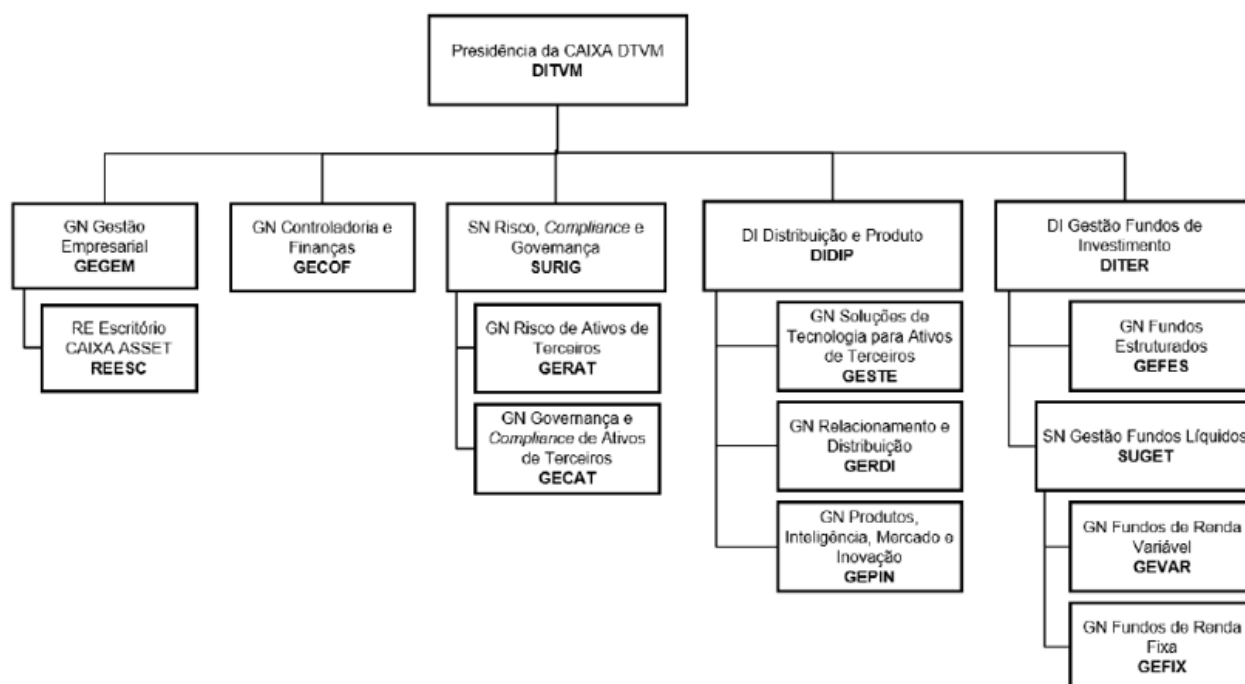 Presidência da CAIXA DTVM
DITVM
GN Gestão
Empresarial
GEGEM
RE Escritório
CAIXA ASSET
REESC
GN Controladoria e
Finanças
GECOF
SN Risco, Compliance e
Governança
SURIG
GN Risco de Ativos de
Terceiros
GERAT
GN Governança e
Compliance de Ativos
de Terceiros
GECAT
DI Distribuição e Produto
DIDIP
GN Soluções de
Tecnologia para Ativos
de Terceiros
GESTE
GN Relacionamento e
Distribuição
GERDI
GN Produtos,
Inteligência, Mercado e
Inovação
GEPIN
DI Gestão Fundos de
Investimento
DITER
GN Fundos
Estruturados
GEFES
SN Gestão Fundos Líquidos
SUGET
GN Fundos de Renda
Variável
GEVAR
GN Fundos de Renda
Fixa
GEFIX